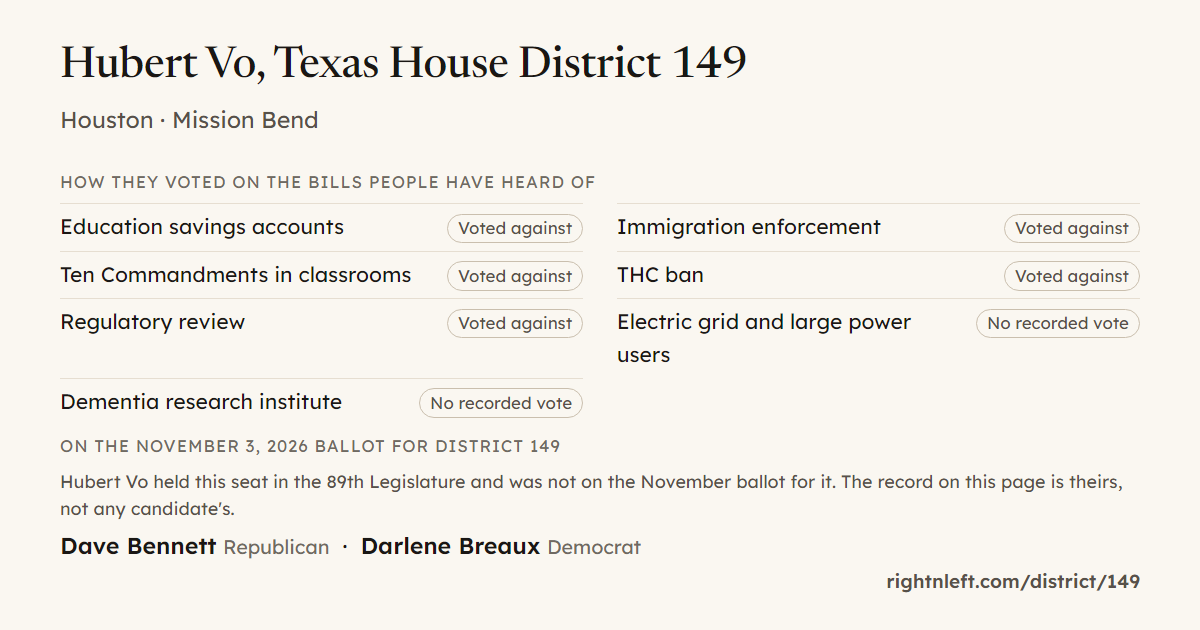 Hubert Vo, Texas House District 149
Houston · Mission Bend
HOW THEY VOTED ON THE BILLS PEOPLE HAVE HEARD OF
Education savings accounts Voted against
Immigration enforcement Voted against
Ten Commandments in classrooms Voted against
THC ban Voted against
Regulatory review Voted against
Electric grid and large power No recorded vote
users
Dementia research institute No recorded vote
ON THE NOVEMBER 3, 2026 BALLOT FOR DISTRICT 149
Hubert Vo held this seat in the 89th Legislature and was not on the November ballot for it. The record on this page is theirs,
not any candidate's.
Dave Bennett Republican · Darlene Breaux Democrat
rightnleft.com/district/149